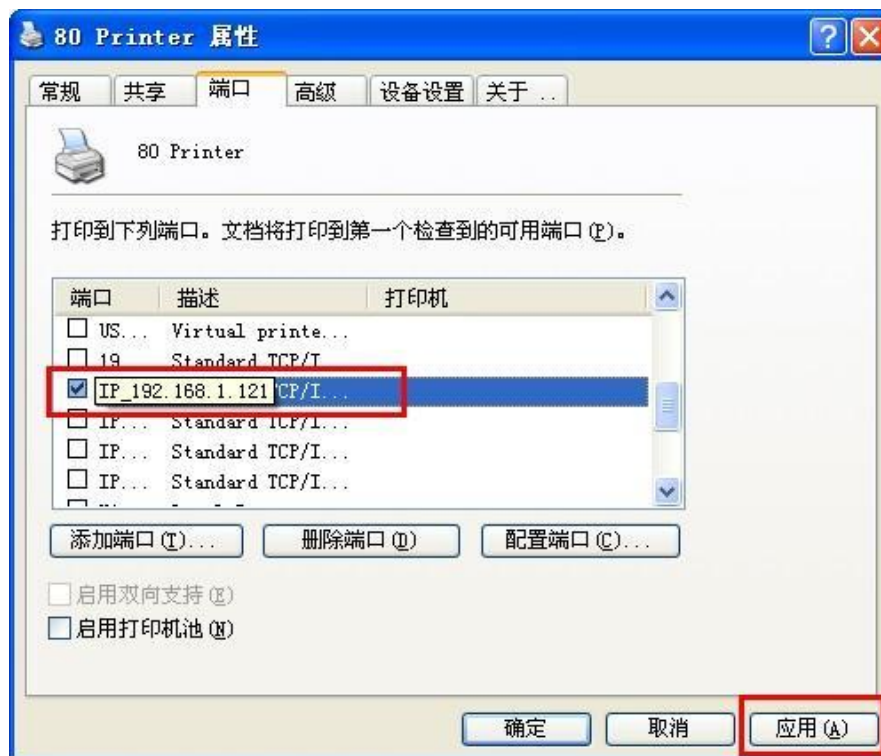 80 Printer 属性
常规 共享 端口 高级 设备设置 关于 ..
80 Printer
打印到下列端口。文档将打印到第一个检查到的可用端口(P)。
端口 描述 打印机
US... Virtual printe...
19 Standard TCP/I
IP_192.168.1.121 TCP/I...
IP... Standard TCP/I...
IP... Standard TCP/I...
IP... Standard TCP/I...
添加端口(T)... 删除端口(D) 配置端口(C)...
启用双向支持(E)
启用打印机池(N)
确定 取消 应用(A)